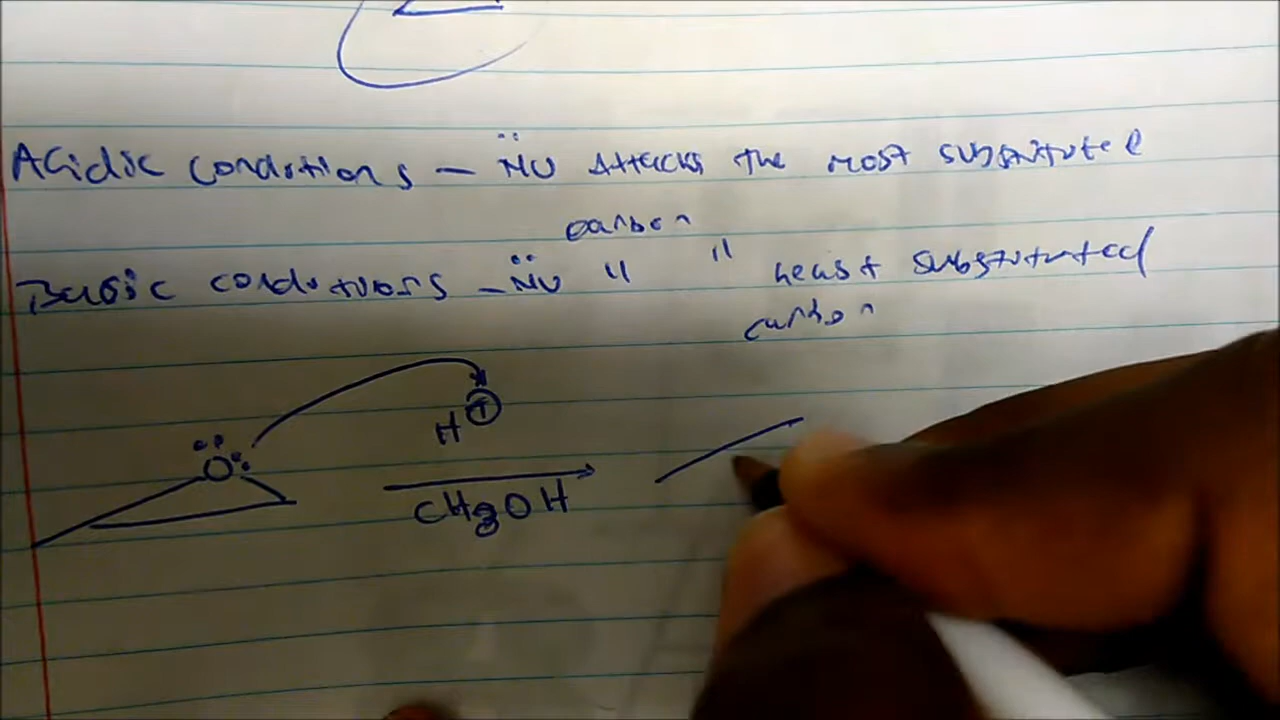 Acidic conditions - Nu Attacks the most substituted
carbon
Basic conditions - Nu " " least substituted
carbon
H +
O
CH3OH